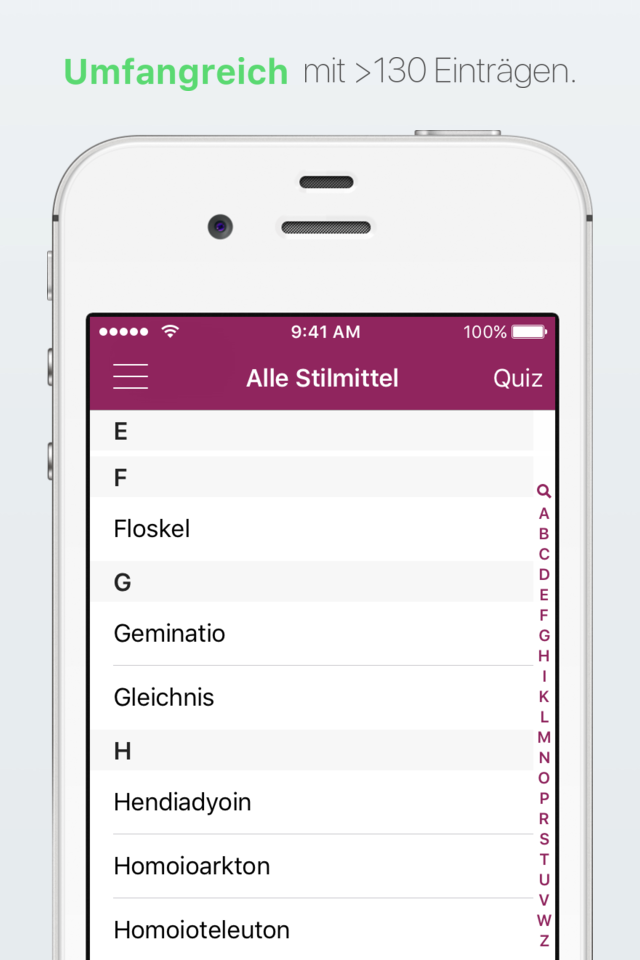 Umfangreich mit >130 Einträgen.
9:41 AM 100%
Alle Stilmittel Quiz
E
F
Floskel
G
Geminatio
Gleichnis
H
Hendiadyoin
Homoioarkton
Homoioteleuton
A
B
C
D
E
F
G
H
I
K
L
M
N
O
P
R
S
T
U
V
W
Z